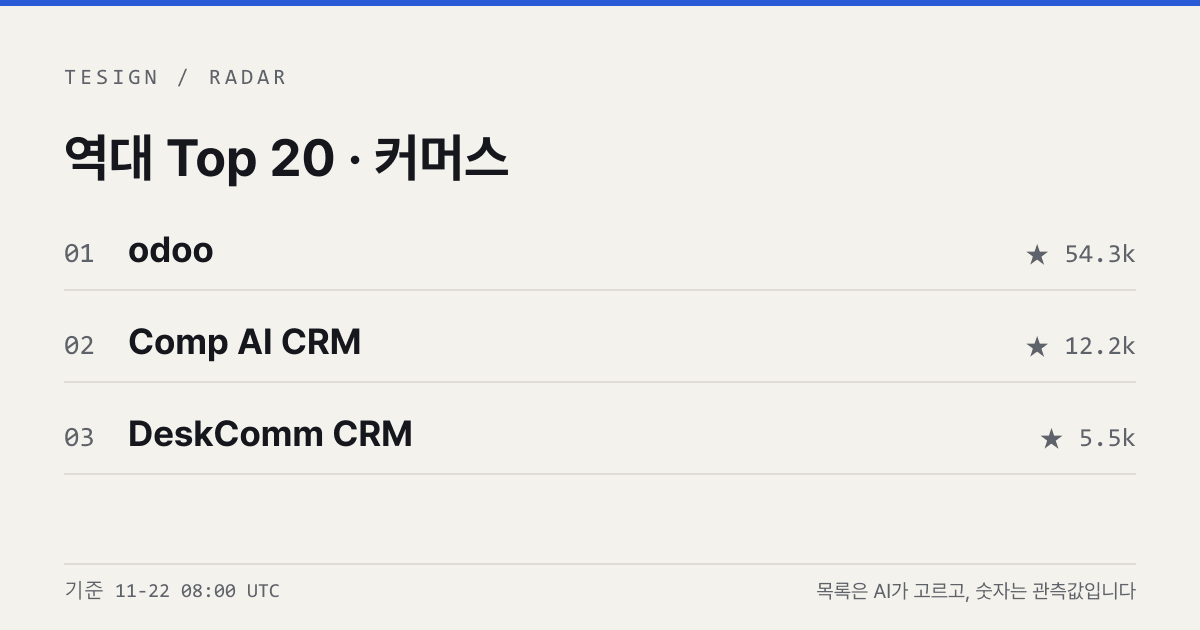 TESIGN / RADAR
역대 Top 20 · 커머스
01 odoo ★ 54.3k
02 Comp AI CRM ★ 12.2k
03 DeskComm CRM ★ 5.5k
기준 11-22 08:00 UTC
목록은 AI가 고르고, 숫자는 관측값입니다